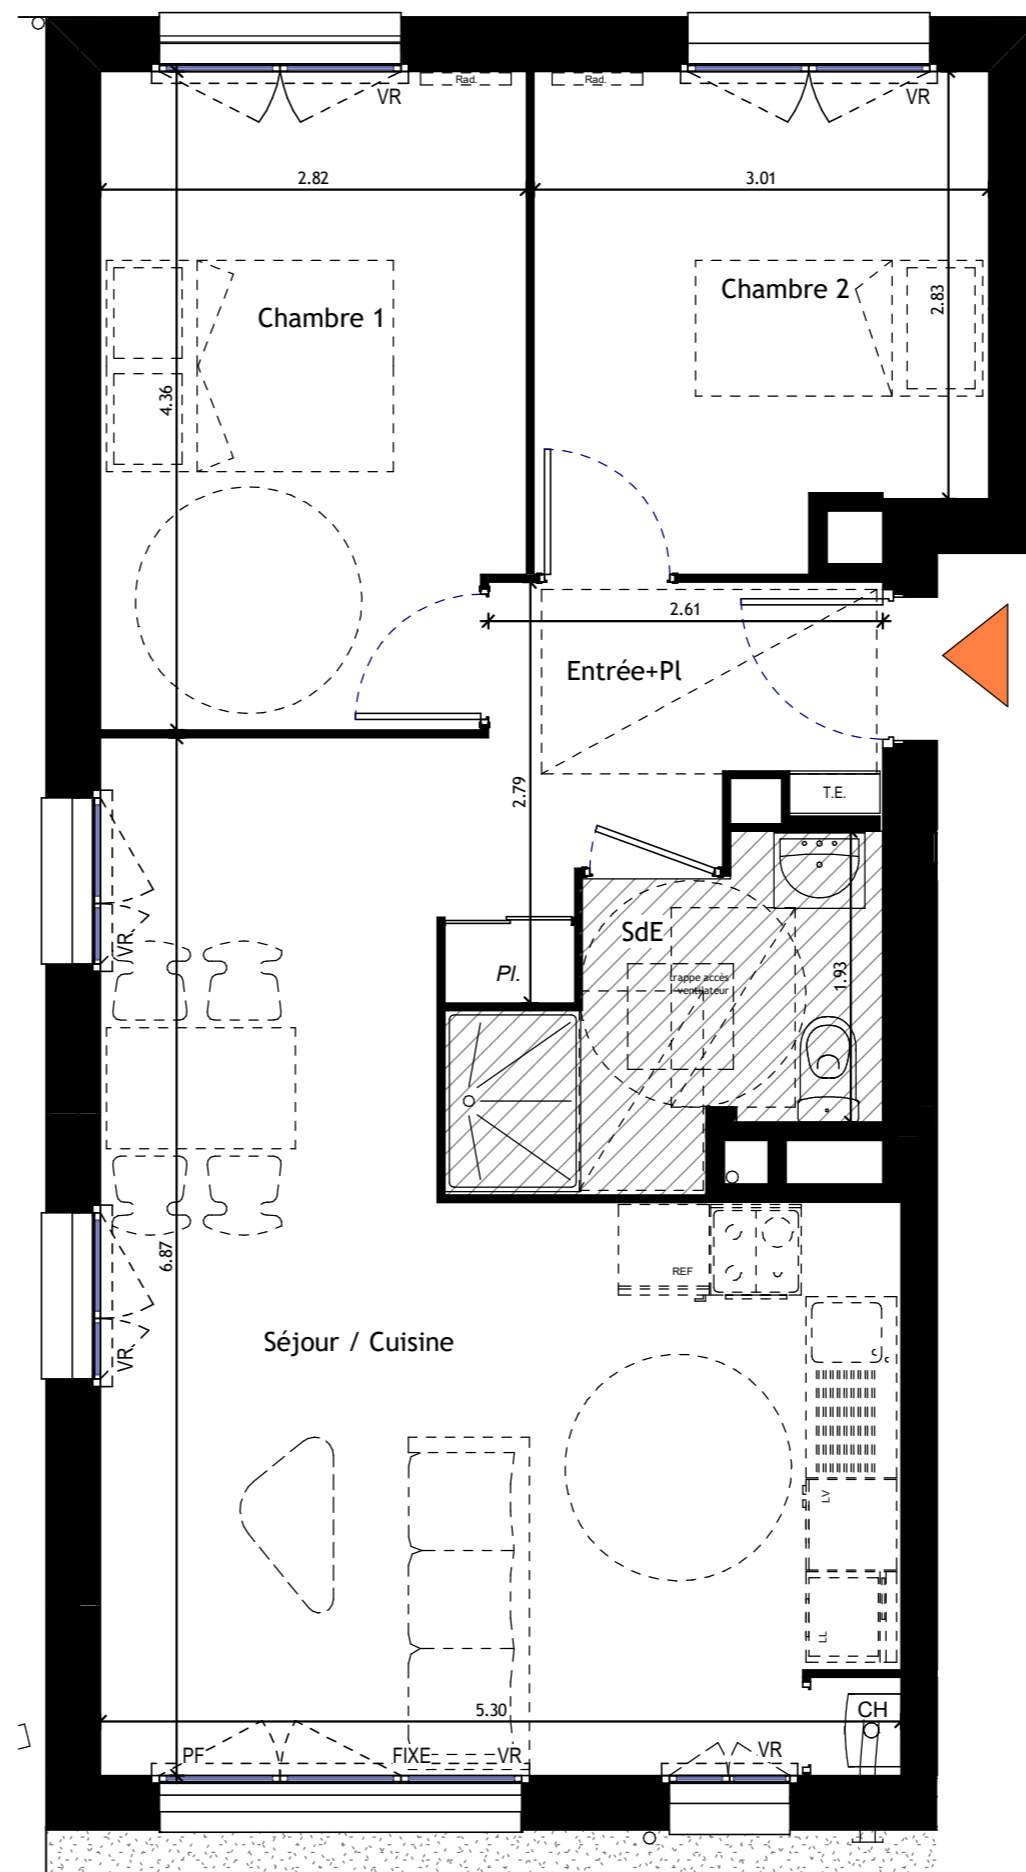 Rad.
Rad.
VR
VR
2.82
3.01
Chambre 2
2.83
Chambre 1
4.36
2.61
Entrée+Pl
2.79
T.E.
VR
SdE
Pl.
trappe accès
ventilateur
1.93
6.87
REF
Séjour / Cuisine
VR
LV
LL
5.30
CH
PF
FIXE
VR
VR